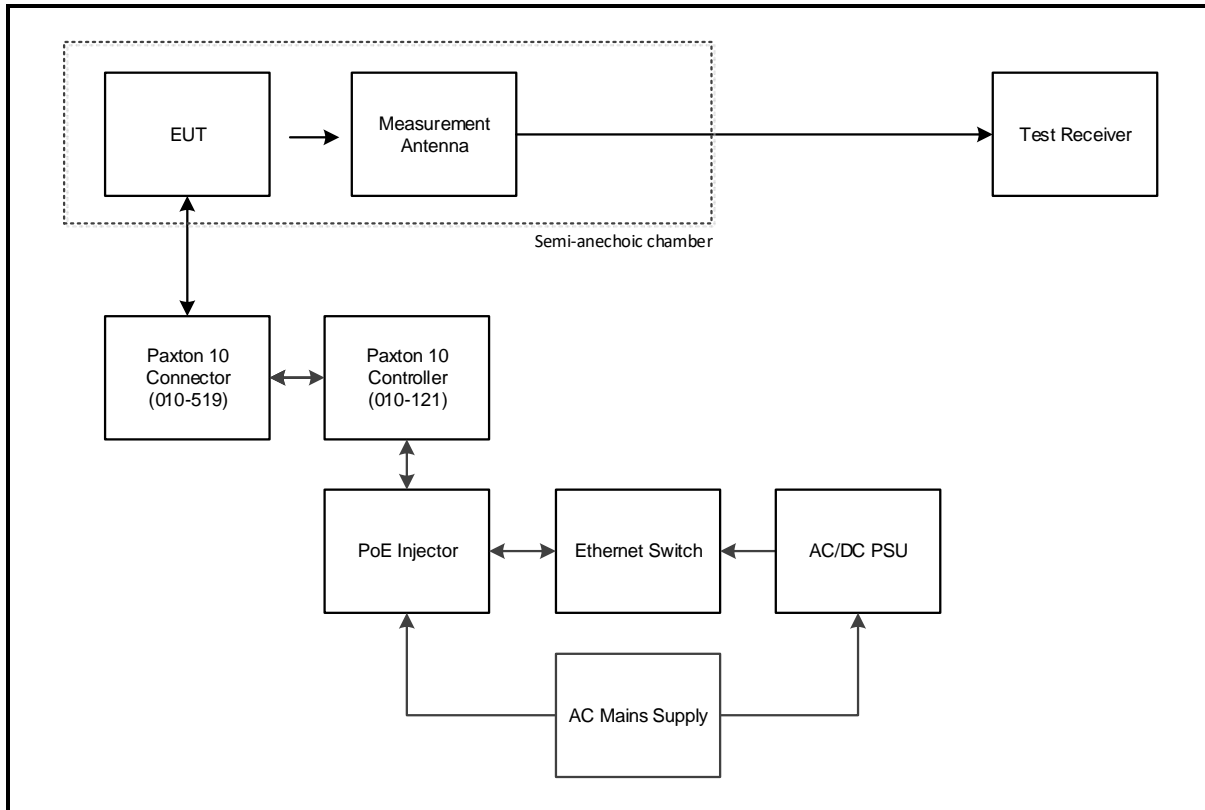 EUT
Measurement
Antenna
Test Receiver
Semi-anechoic chamber
Paxton 10
Connector
(010-519)
Paxton 10
Controller
(010-121)
PoE Injector
Ethernet Switch
AC/DC PSU
AC Mains Supply